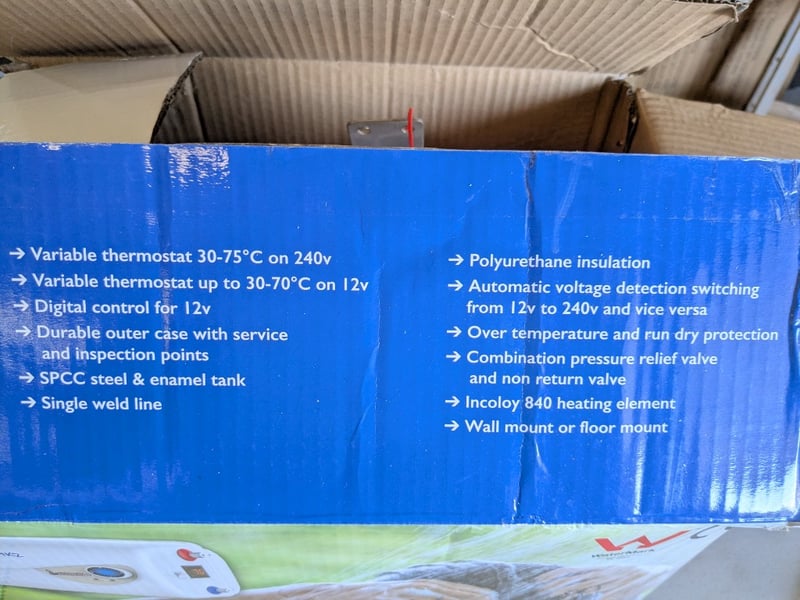 → Variable thermostat 30-75°C on 240v
→ Variable thermostat up to 30-70°C on 12v
→ Digital control for 12v
→ Durable outer case with service
and inspection points
→ SPCC steel & enamel tank
→ Single weld line
→ Polyurethane insulation
→ Automatic voltage detection switching
from 12v to 240v and vice versa
→ Over temperature and run dry protection
→ Combination pressure relief valve
and non return valve
→ Incoloy 840 heating element
→ Wall mount or floor mount